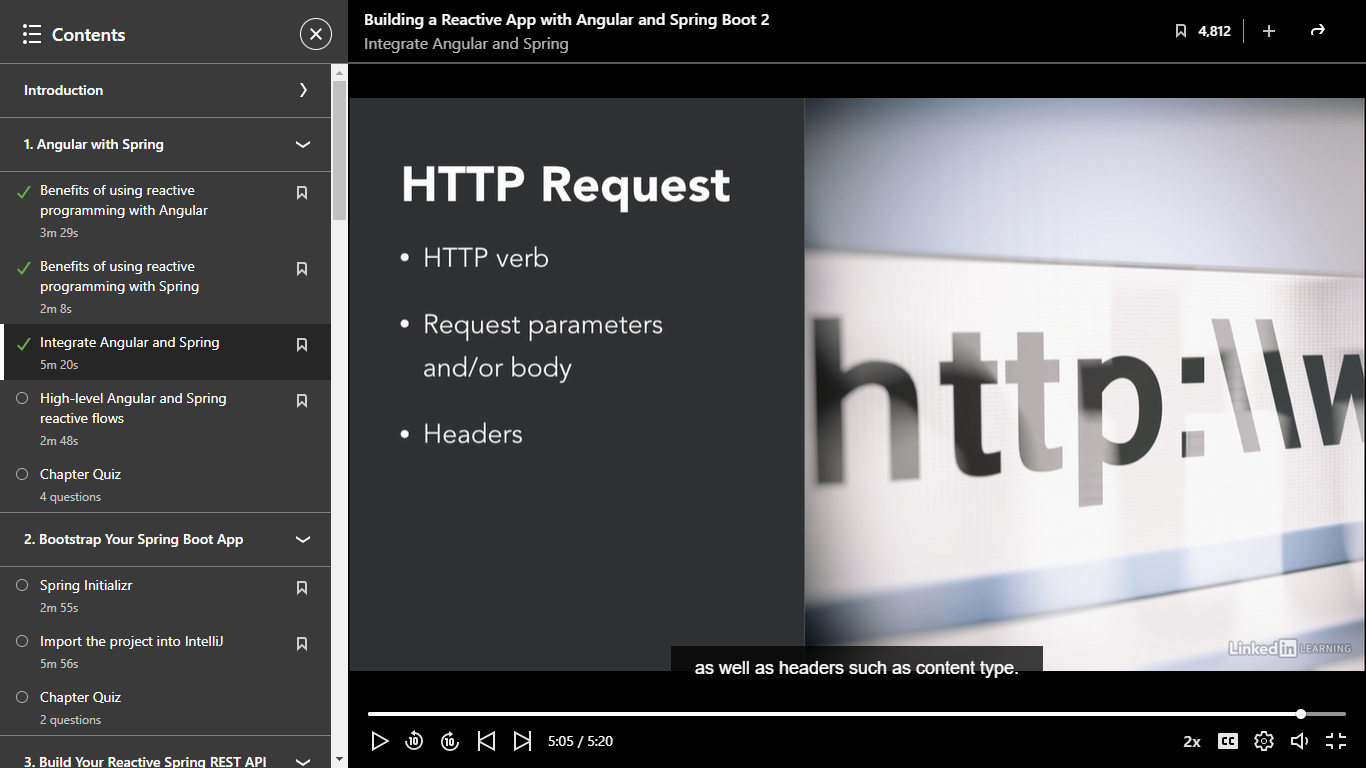 Contents
Introduction
1. Angular with Spring
Benefits of using reactive
programming with Angular
3m 29s
Benefits of using reactive
programming with Spring
2m 8s
Integrate Angular and Spring
5m 20s
High-level Angular and Spring
reactive flows
2m 48s
Chapter Quiz
4 questions
2. Bootstrap Your Spring Boot App
Spring Initializr
2m 55s
Import the project into IntelliJ
5m 56s
Chapter Quiz
2 questions
3. Build Your Reactive Spring REST API
Building a Reactive App with Angular and Spring Boot 2
Integrate Angular and Spring
4,812
HTTP Request
• HTTP verb
• Request parameters
and/or body
• Headers
http:\\w
LinkedIn LEARNING
as well as headers such as content type.
10
10
5:05 / 5:20
2x
CC